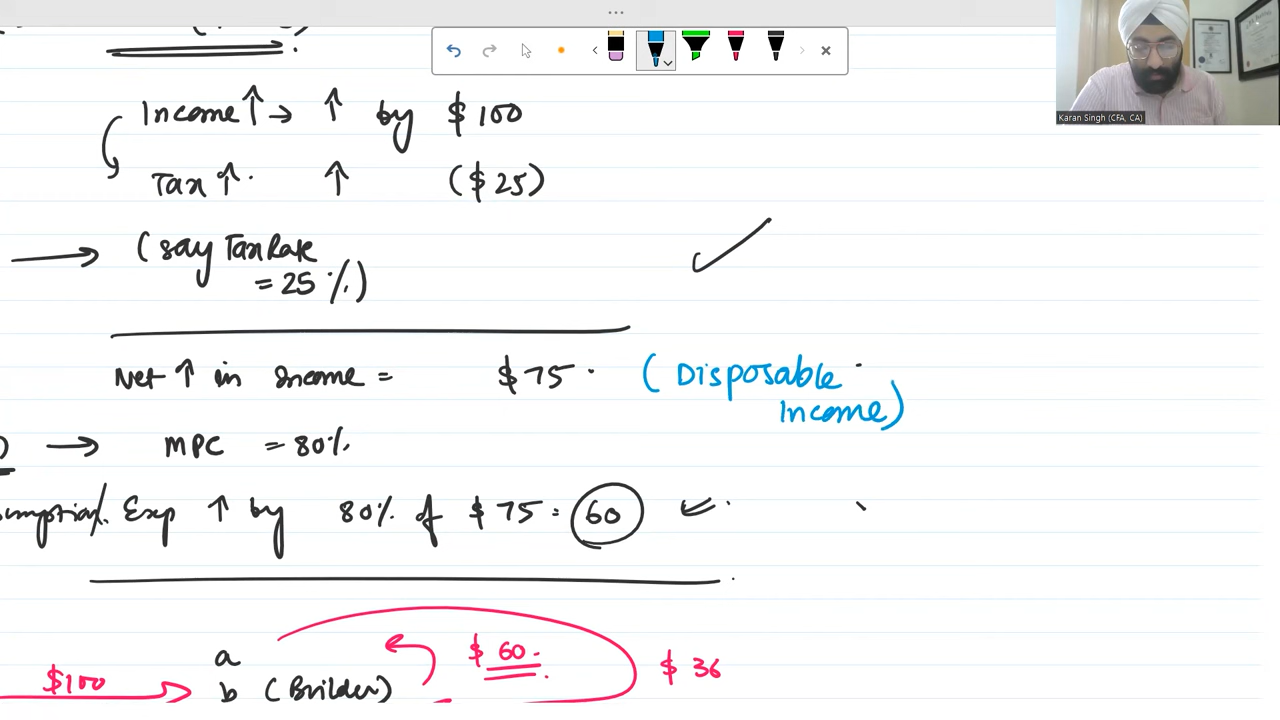 Karan Singh (CFA, CA)
Income ↑ → ↑ by $ 100
Tax ↑ ↑ ($ 25)
→ (say Tax Rate
= 25 %)
Net ↑ in Income = $ 75 (Disposable
Income)
→ MPC = 80%
Exp ↑ by 80% of $ 75 = 60
a $ 60
$100 b (Builder) $ 36